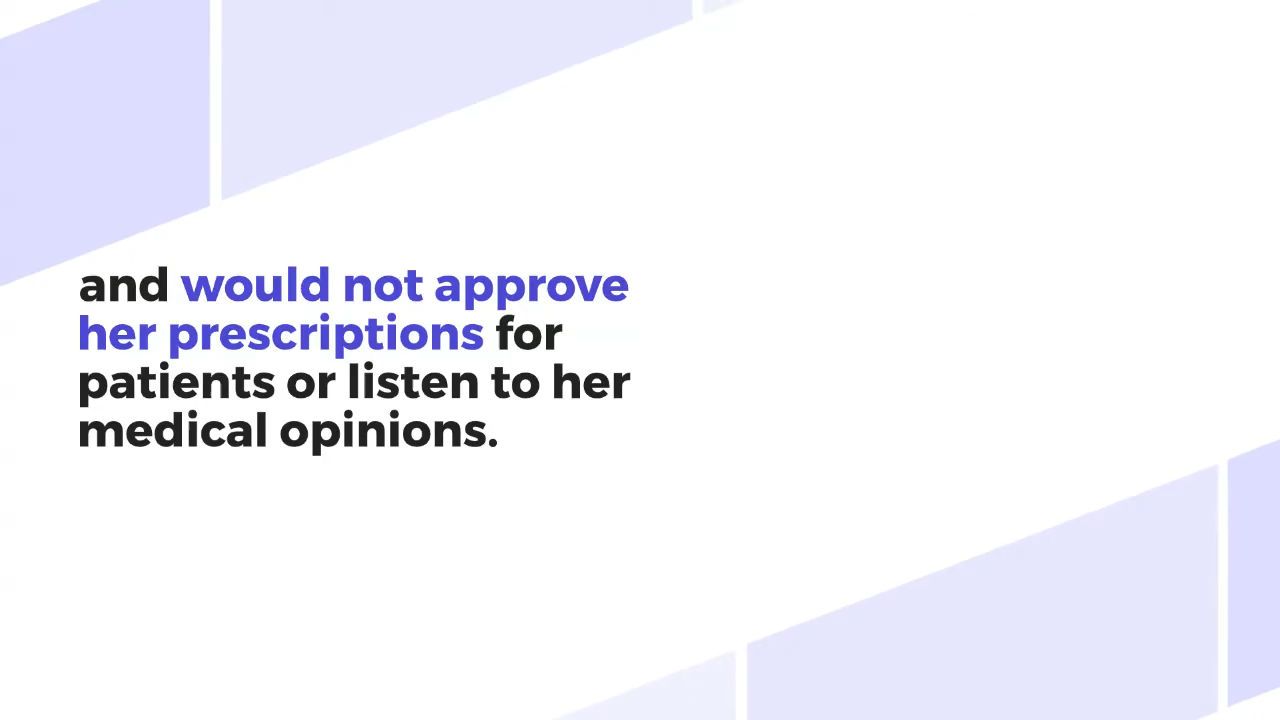 and would not approve
her prescriptions for
patients or listen to her
medical opinions.